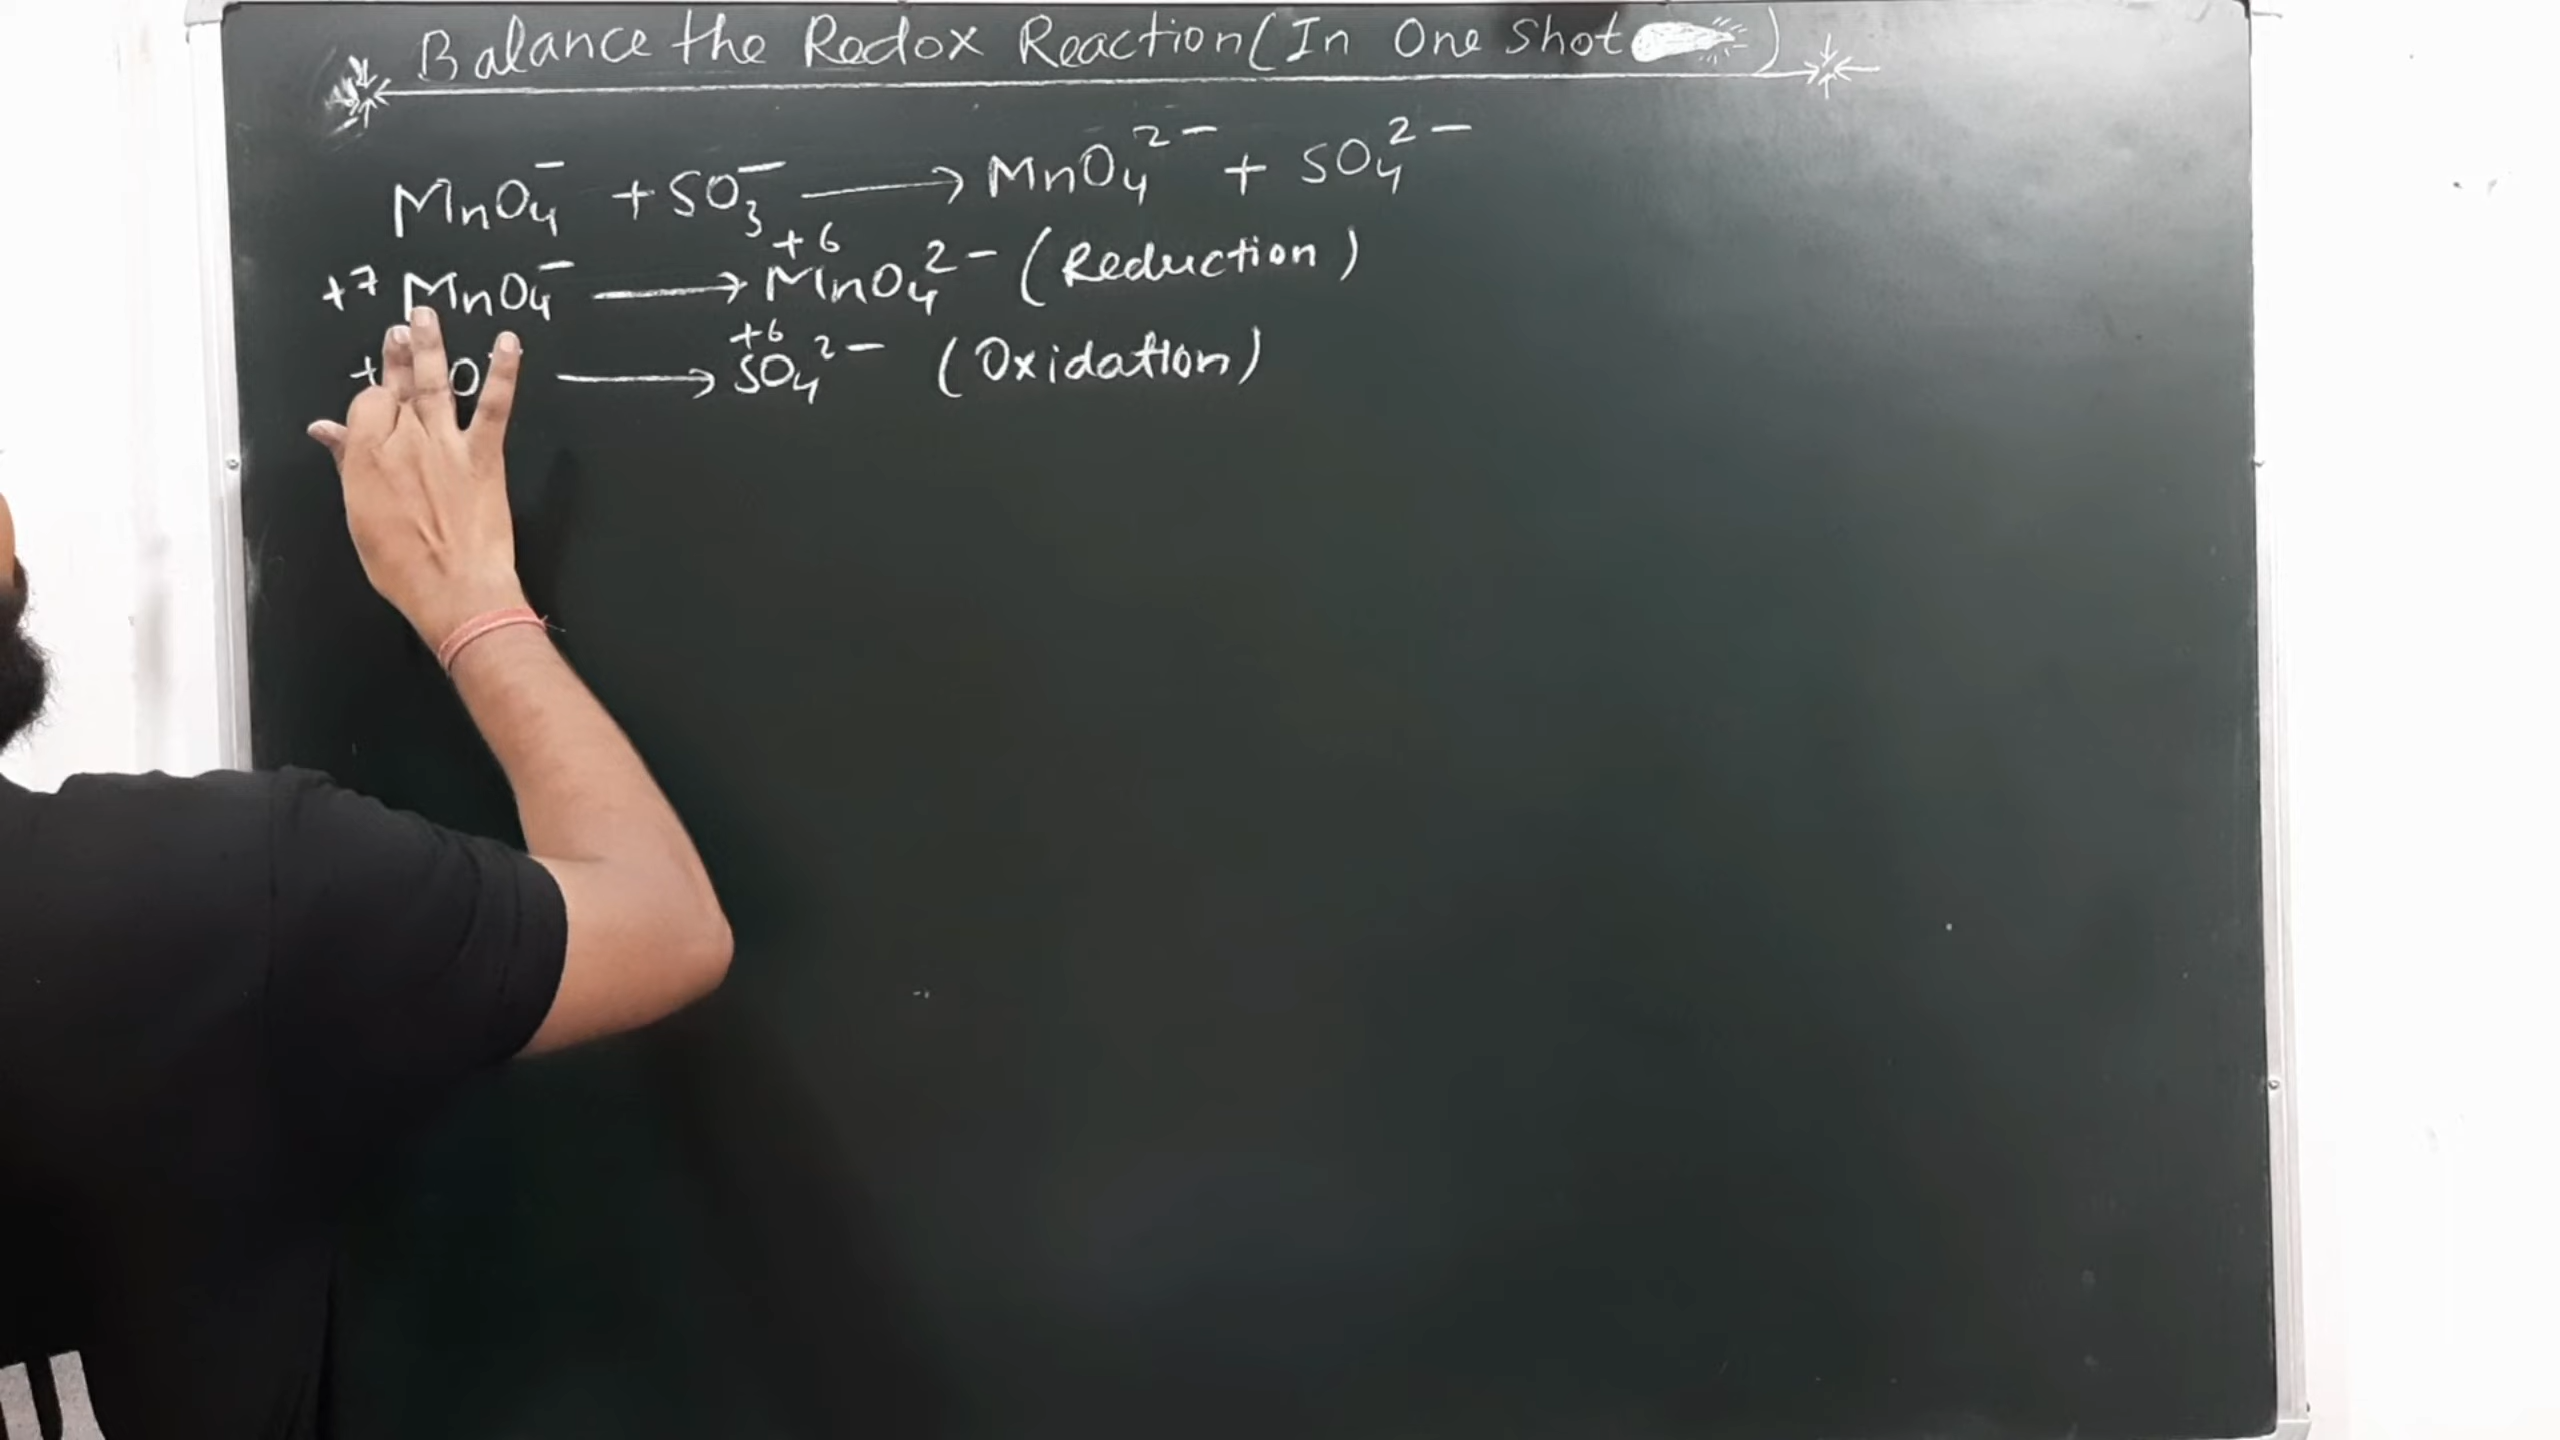 Balance the Redox Reaction (In One Shot)
MnO₄⁻ + SO₃⁻ ⟶ MnO₄²⁻ + SO₄²⁻
+7 MnO₄⁻ ⟶ +6 MnO₄²⁻ (Reduction)
+ O ⟶ +6 SO₄²⁻ (Oxidation)